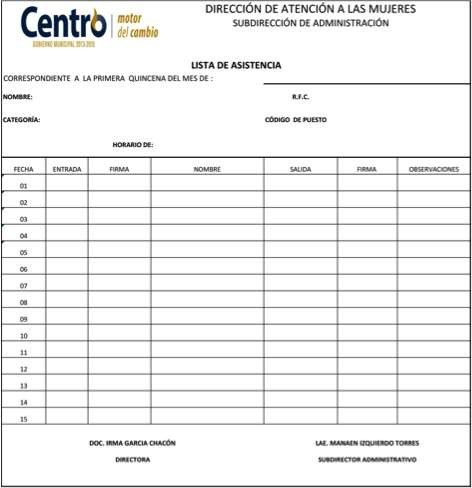 Centro motor del cambio
GOBIERNO MUNICIPAL 2013-2015
DIRECCIÓN DE ATENCIÓN A LAS MUJERES
SUBDIRECCIÓN DE ADMINISTRACIÓN
LISTA DE ASISTENCIA
CORRESPONDIENTE A LA PRIMERA QUINCENA DEL MES DE :
NOMBRE: R.F.C.
CATEGORÍA: CÓDIGO DE PUESTO
HORARIO DE:
FECHA ENTRADA FIRMA NOMBRE SALIDA FIRMA OBSERVACIONES
01
02
03
04
05
06
07
08
09
10
11
12
13
14
15
DOC. IRMA GARCIA CHACÓN LAE. MANAEN IZQUIERDO TORRES
DIRECTORA SUBDIRECTOR ADMINISTRATIVO